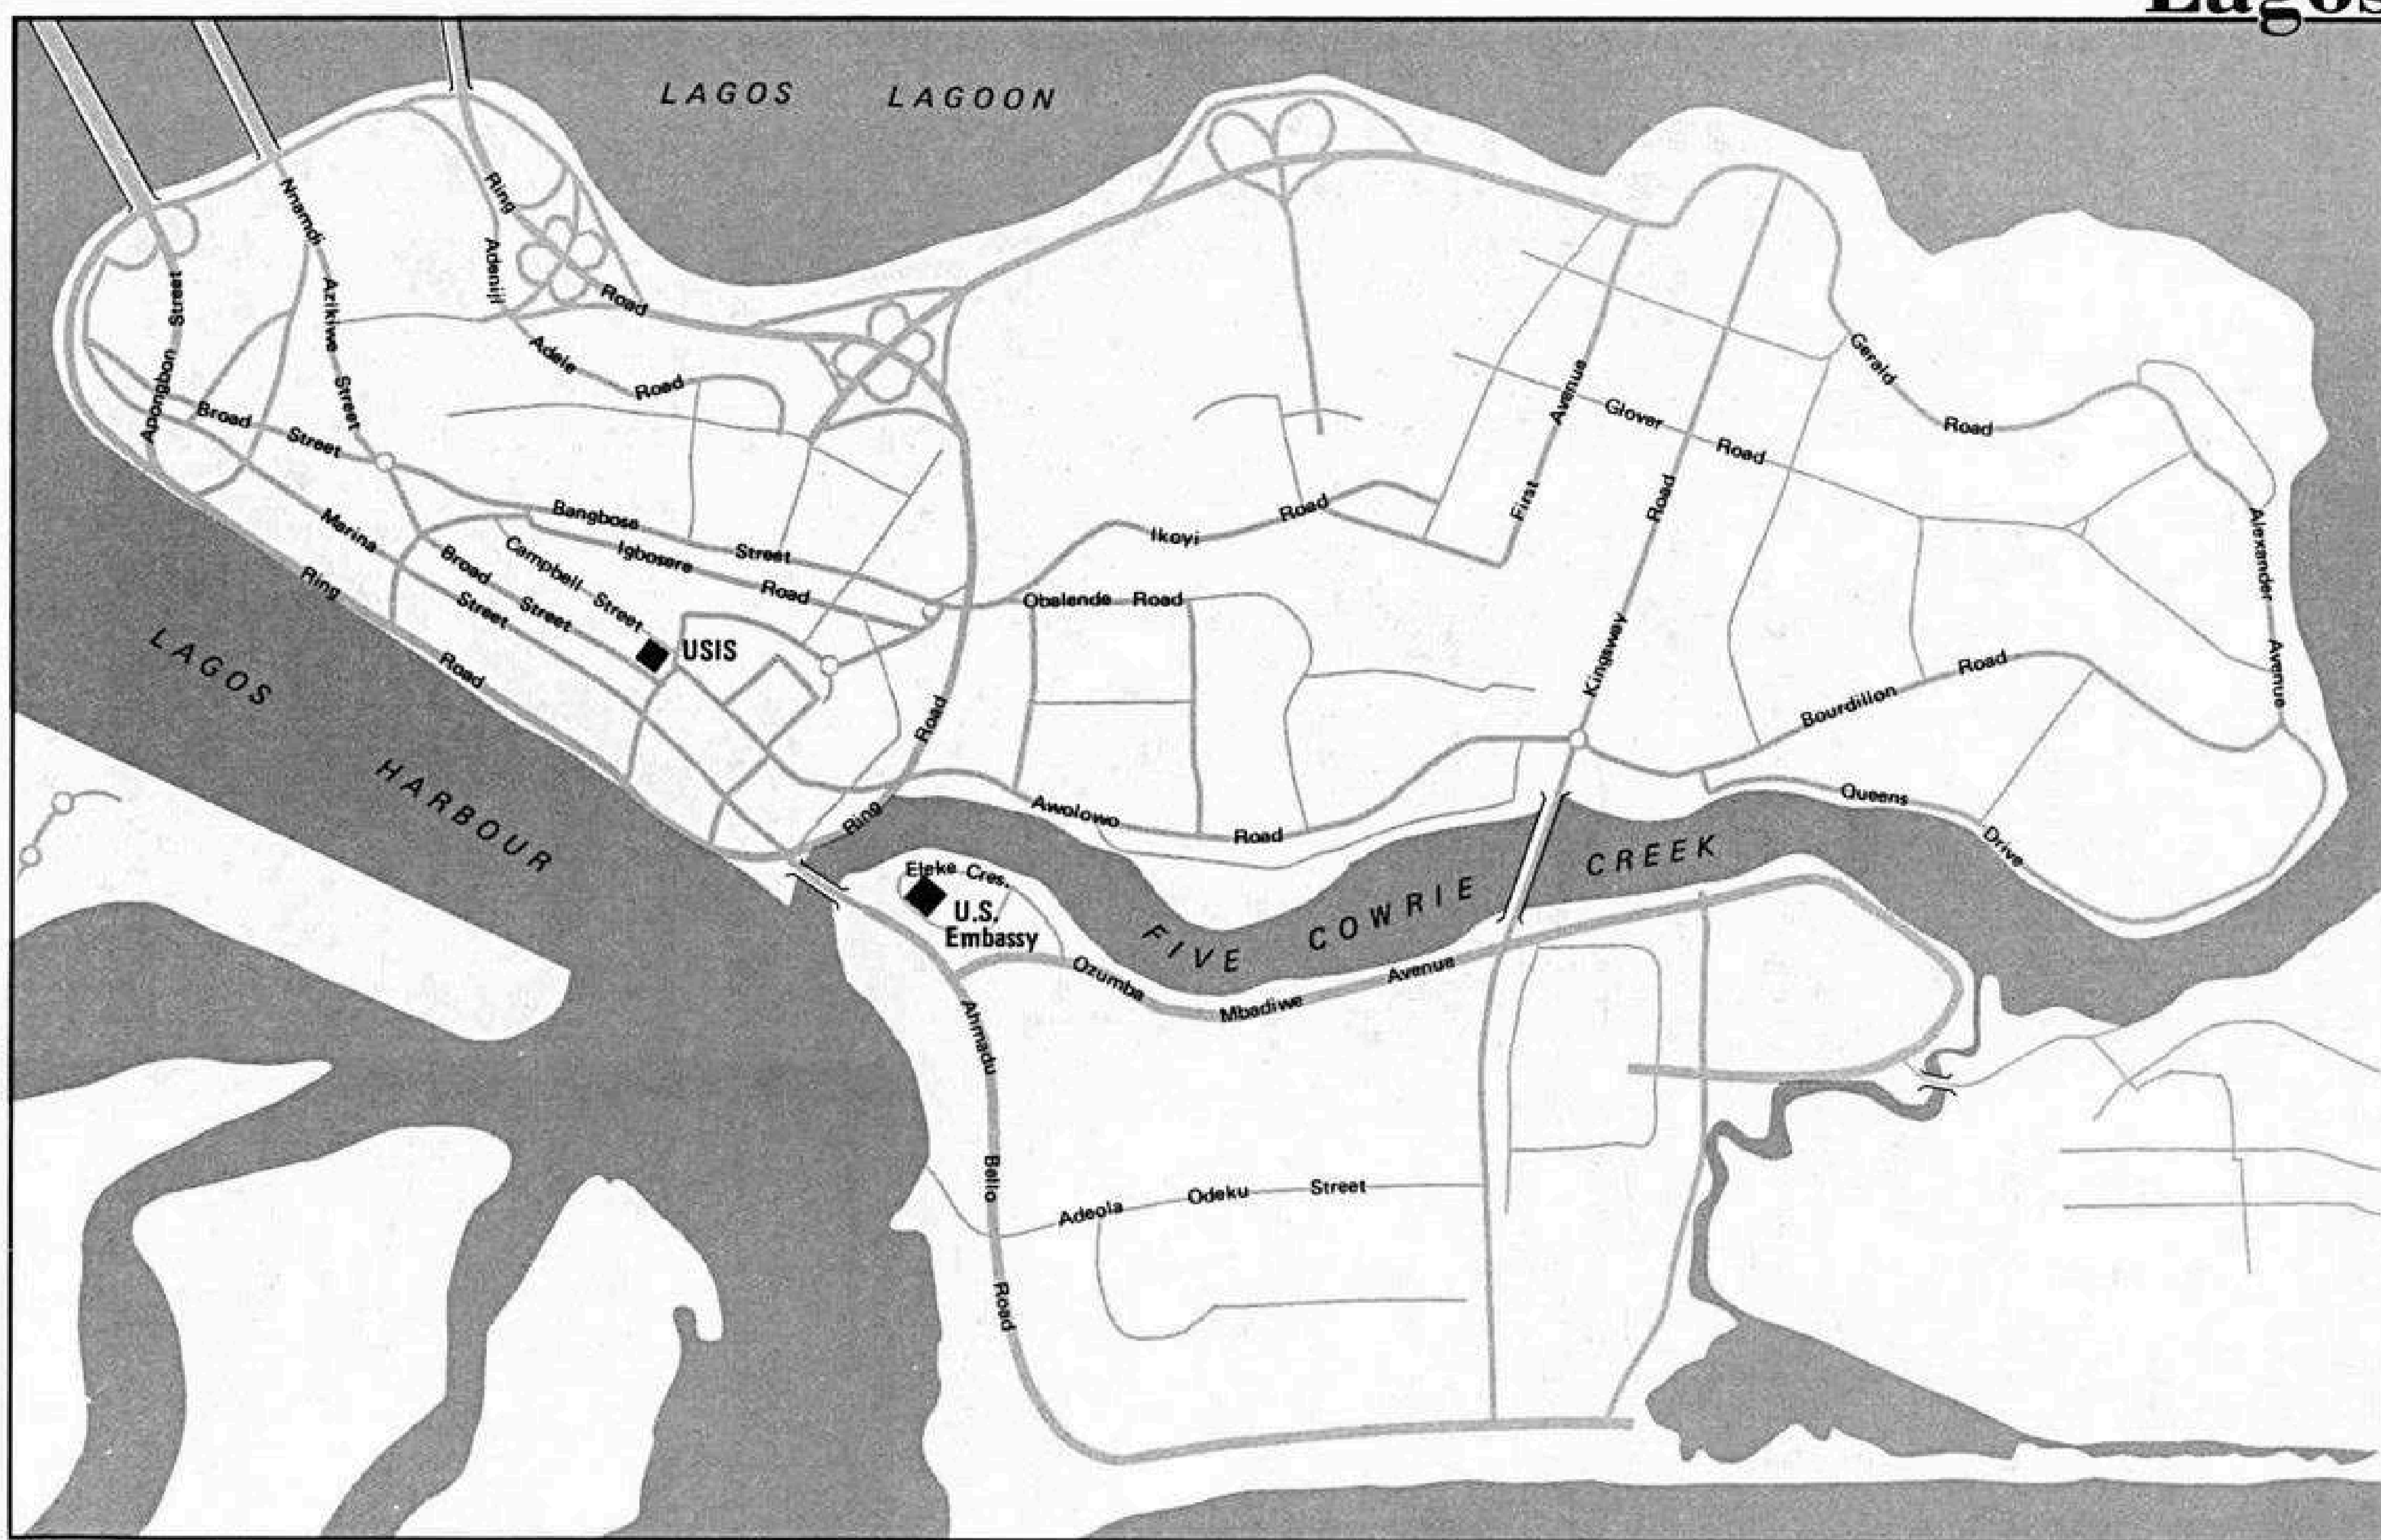 Lagos
LAGOS LAGOON
Ring
Road
Nnamdi
Azikiwe
Street
Adeniji
Adele
Road
Apongbon
Street
Broad
Street
Marina
Street
Ring
Road
Bangbose
Street
Igbosere
Road
Campbell Street
Broad
Street
USIS
Ring
Road
Ikoyi
Road
Obalende Road
First
Avenue
Glover
Road
Kingsway
Road
Gerald
Road
Alexander
Avenue
Bourdillon
Road
Queens
Drive
Awolowo
Road
LAGOS
HARBOUR
FIVE COWRIE CREEK
Eleke Cres.
U.S.
Embassy
Ozumba
Mbadiwe
Avenue
Ahmadu
Bello
Road
Adeola
Odeku
Street